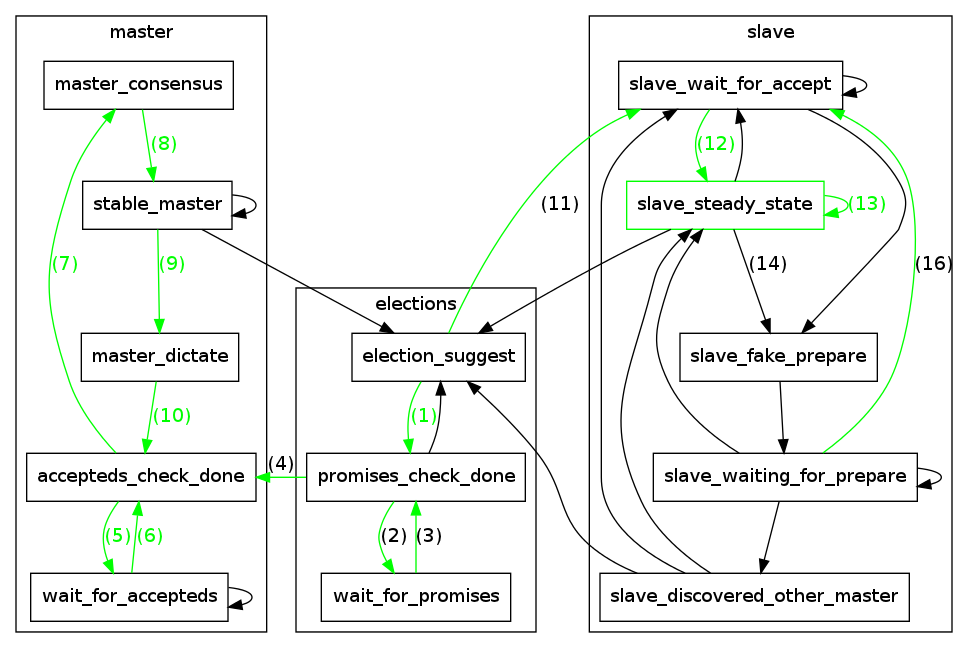 master
slave
master_consensus
slave_wait_for_accept
(8)
(12)
stable_master
slave_steady_state
(13)
(11)
(7)
(9)
(14)
(16)
elections
master_dictate
election_suggest
slave_fake_prepare
(10)
(1)
(4)
accepteds_check_done
promises_check_done
slave_waiting_for_prepare
(5)
(6)
(2)
(3)
wait_for_accepteds
wait_for_promises
slave_discovered_other_master